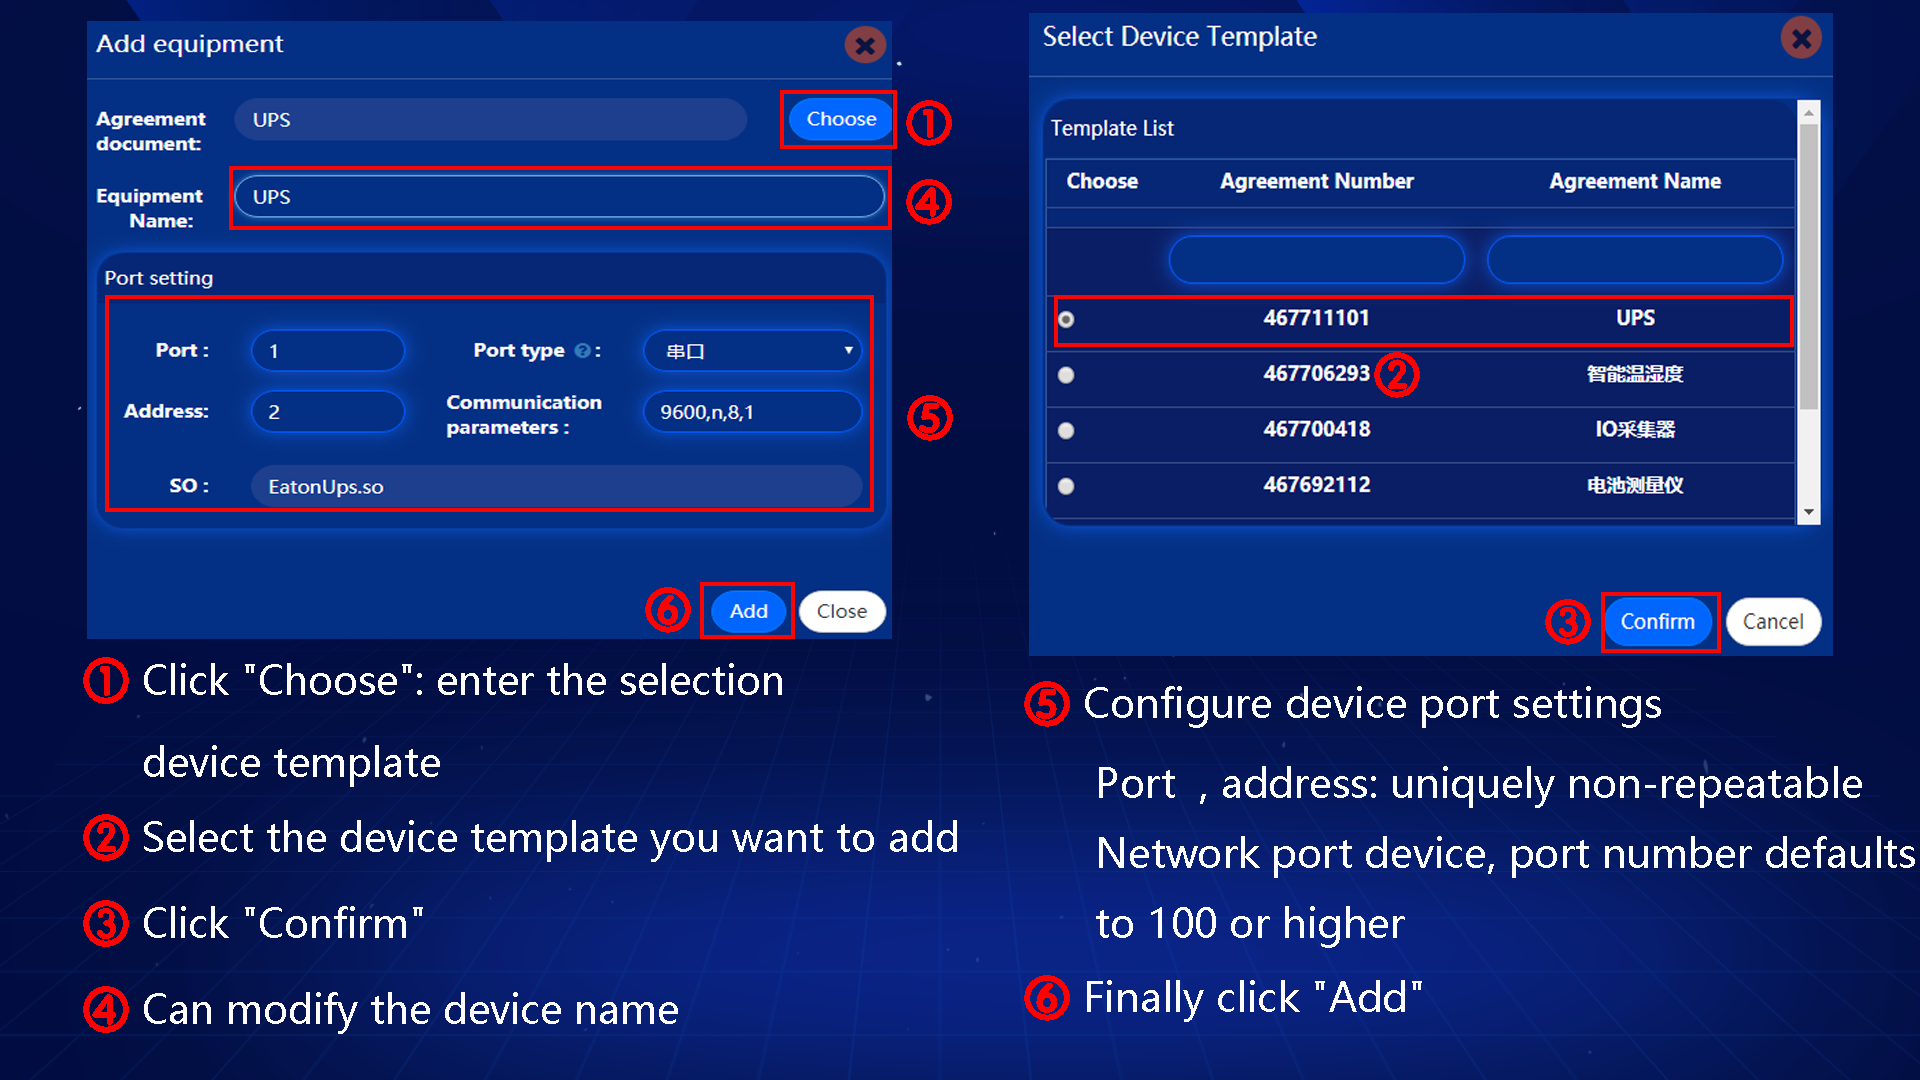 Add equipment
Agreement document:
UPS
Choose
①
Equipment Name:
UPS
④
Port setting
Port :
1
Port type ? :
串口
Address:
2
Communication parameters :
9600,n,8,1
⑤
SO :
EatonUps.so
⑥
Add
Close
Select Device Template
Template List
Choose Agreement Number Agreement Name
467711101 UPS
467706293 ② 智能温湿度
467700418 IO采集器
467692112 电池测量仪
③
Confirm
Cancel
① Click "Choose": enter the selection
device template
② Select the device template you want to add
③ Click "Confirm"
④ Can modify the device name
⑤ Configure device port settings
Port , address: uniquely non-repeatable
Network port device, port number defaults
to 100 or higher
⑥ Finally click "Add"